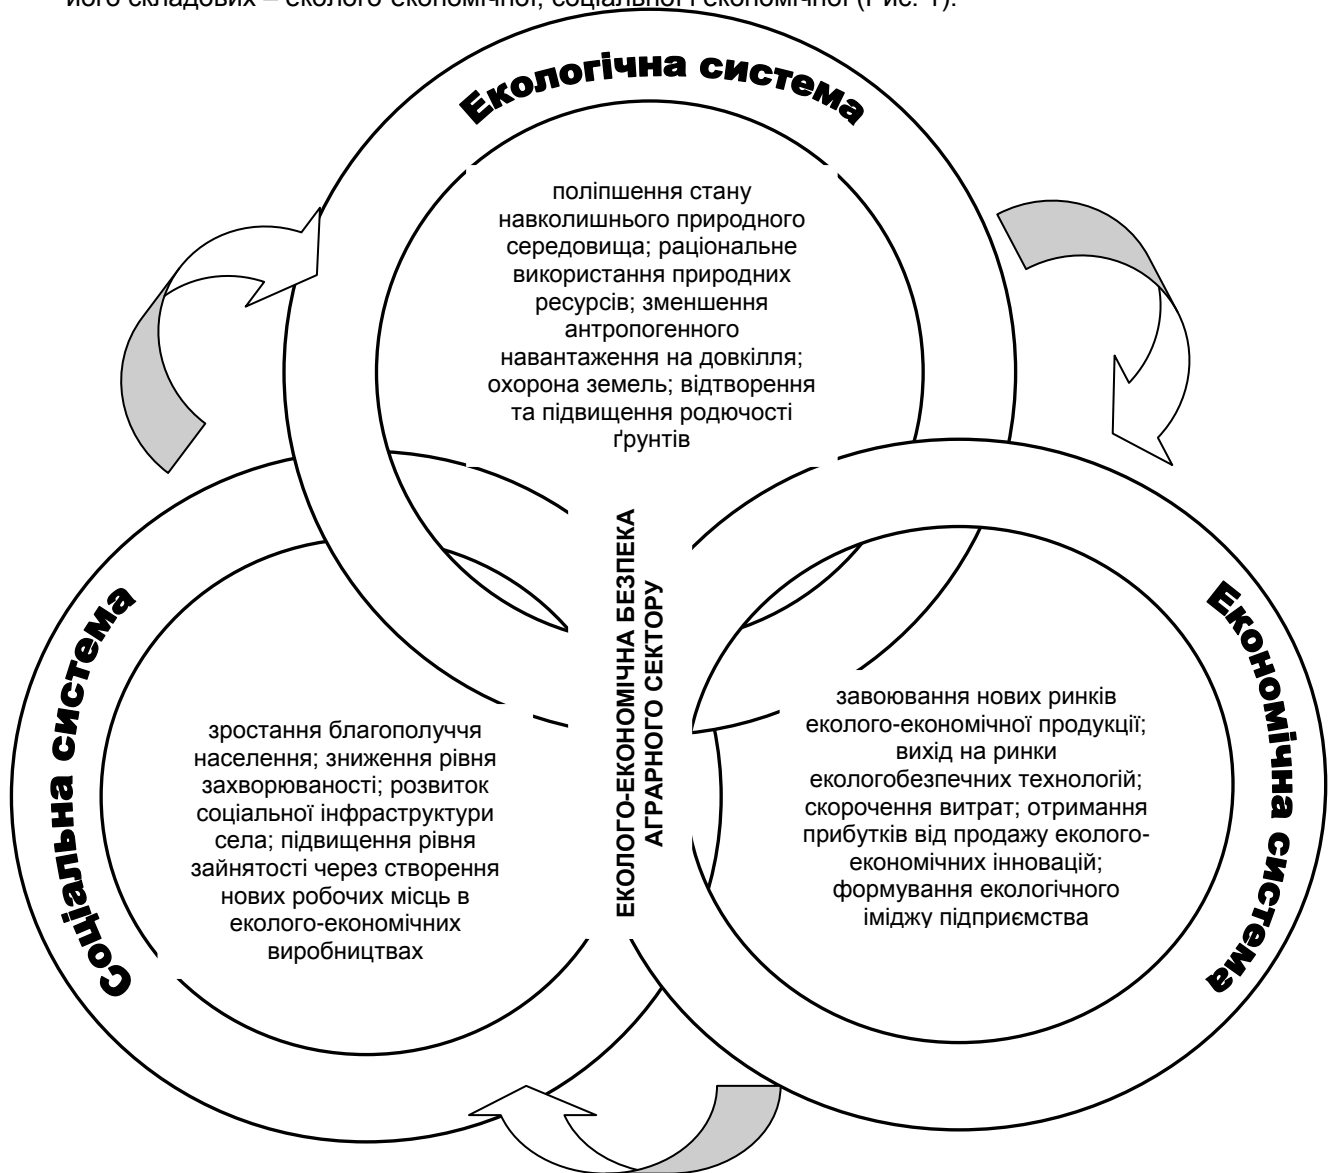 його складових – еколого-економічної, соціальної і економічної (Рис. 1).
Екологічна система
поліпшення стану
навколишнього природного
середовища; раціональне
використання природних
ресурсів; зменшення
антропогенного
навантаження на довкілля;
охорона земель; відтворення
та підвищення родючості
ґрунтів
Соціальна система
зростання благополуччя
населення; зниження рівня
захворюваності; розвиток
соціальної інфраструктури
села; підвищення рівня
зайнятості через створення
нових робочих місць в
еколого-економічних
виробництвах
ЕКОЛОГО-ЕКОНОМІЧНА БЕЗПЕКА
АГРАРНОГО СЕКТОРУ
Економічна система
завоювання нових ринків
еколого-економічної продукції;
вихід на ринки
екологобезпечних технологій;
скорочення витрат; отримання
прибутків від продажу еколого-
економічних інновацій;
формування екологічного
іміджу підприємства